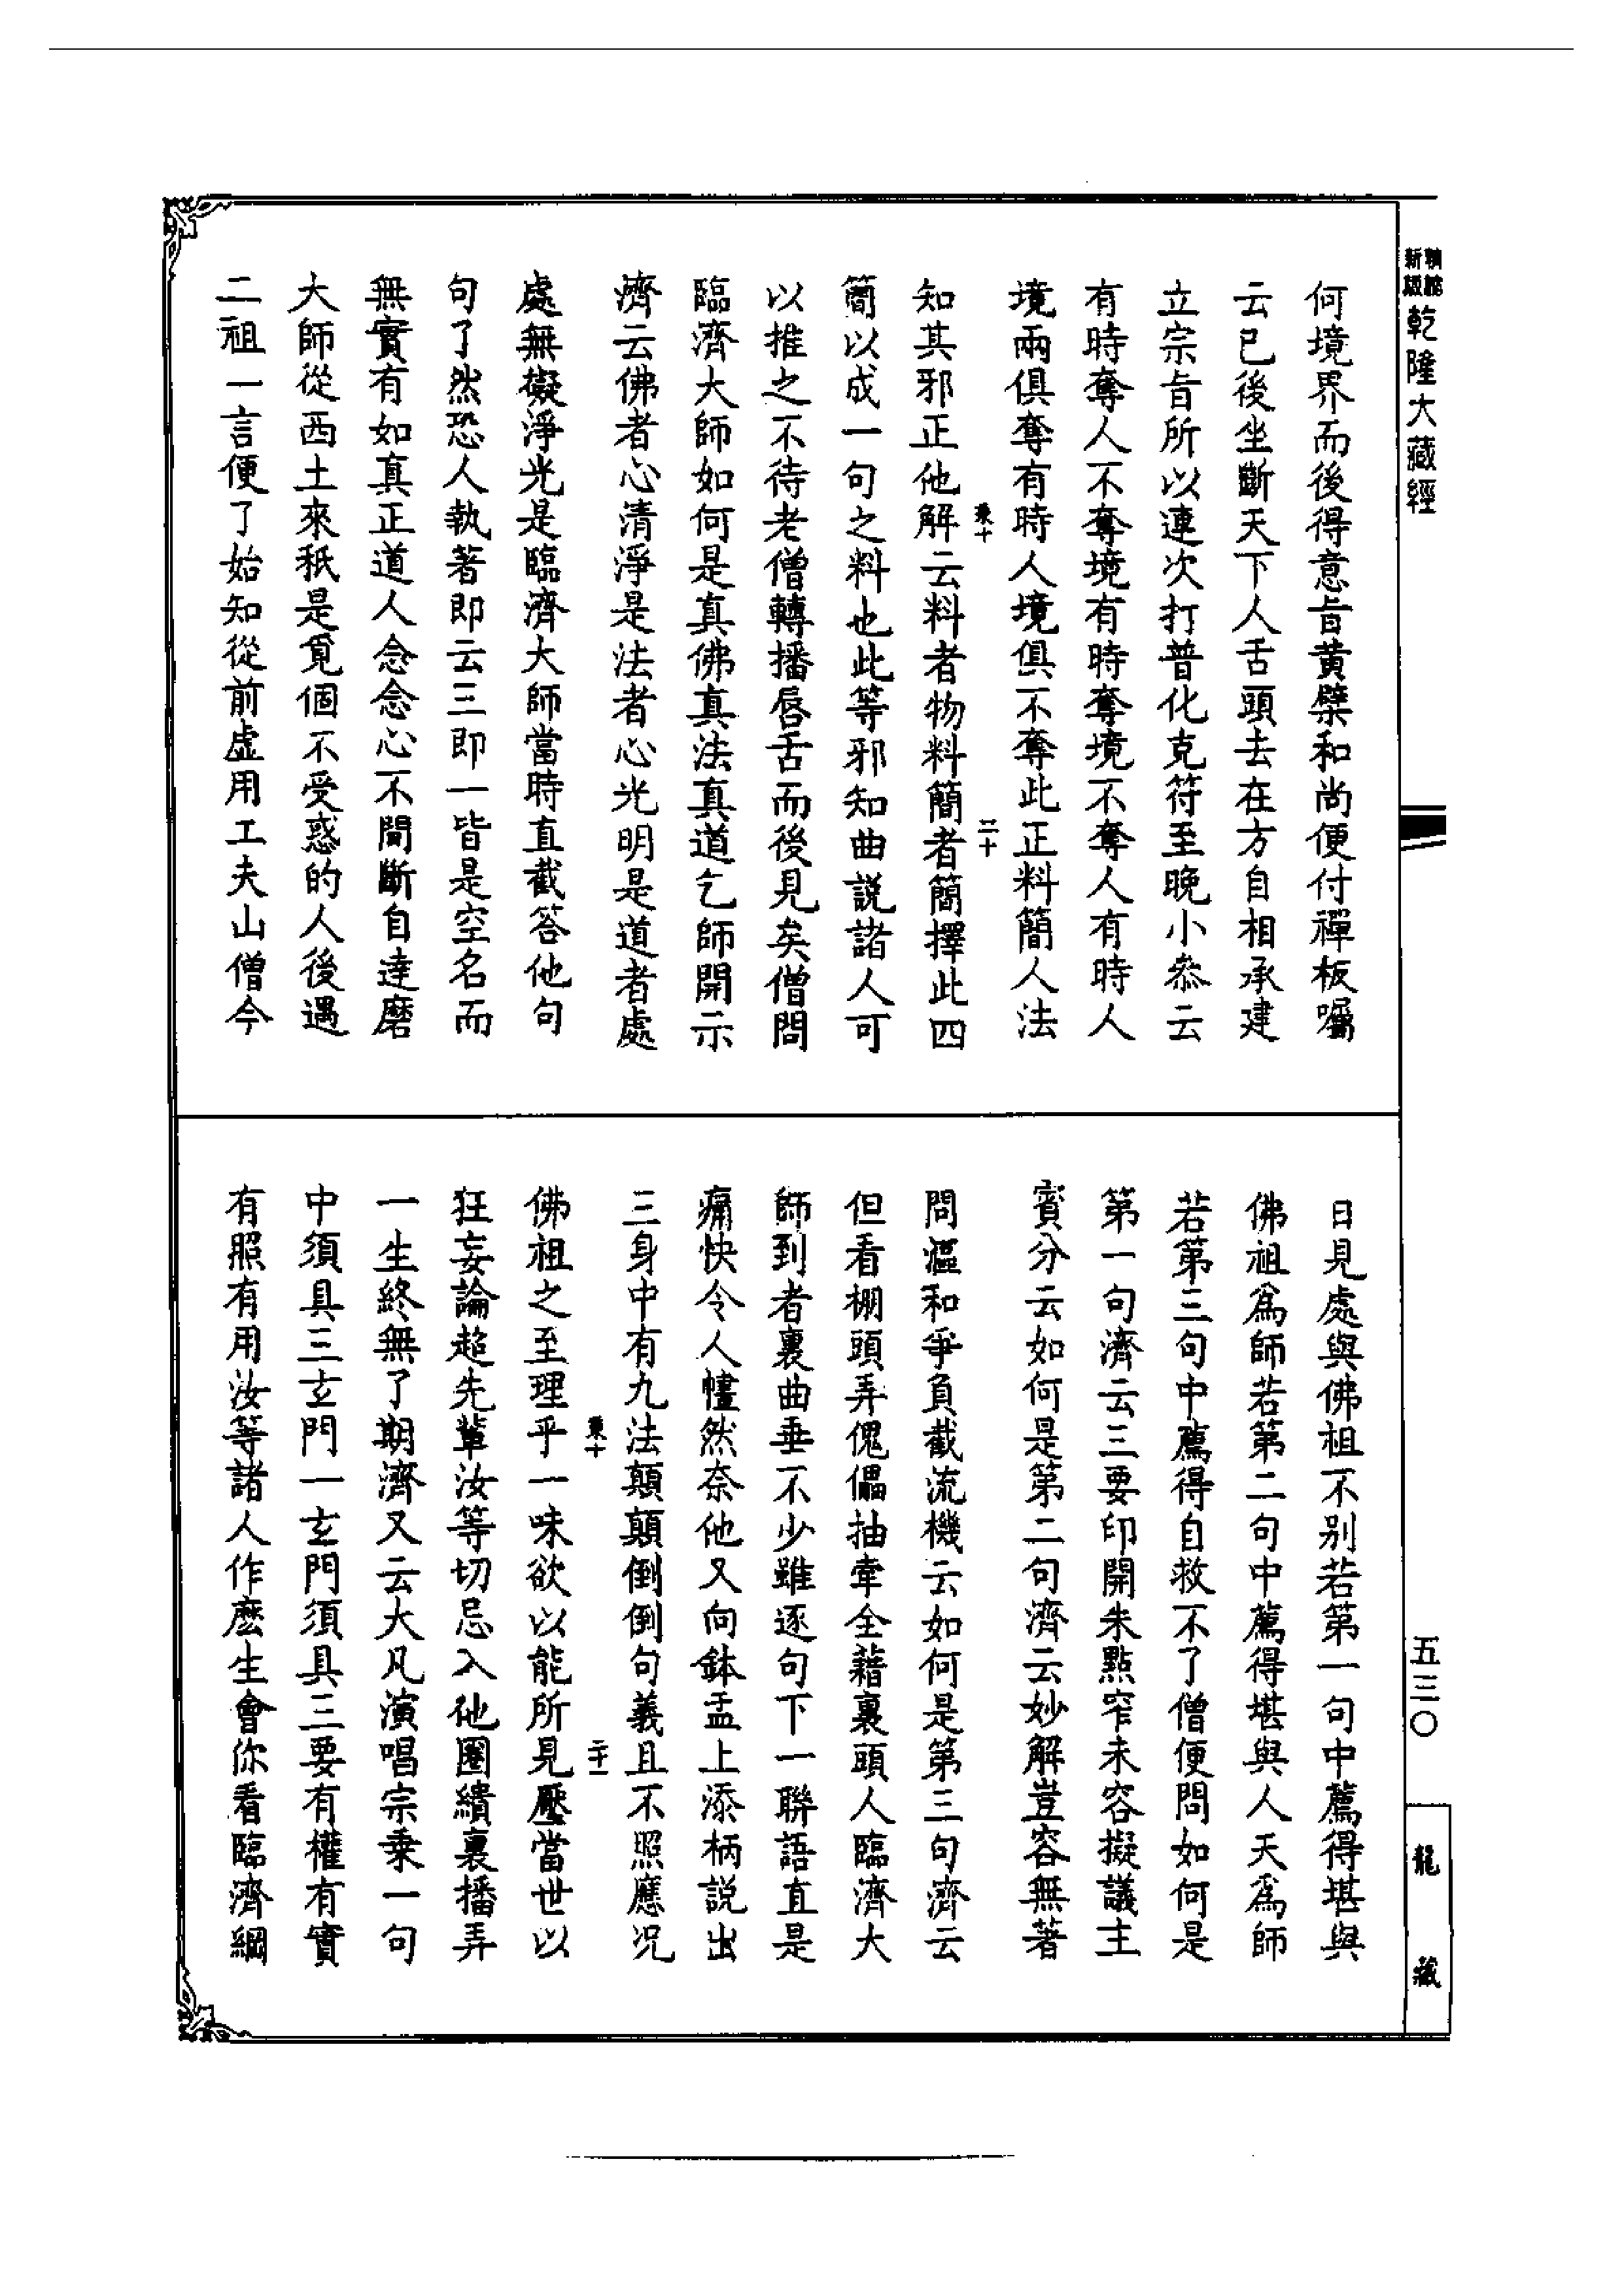 新版
乾隆大藏經
何境界而後得意旨黄檗和尚便付禪板囑
云已後坐斷天下人舌頭去在方自相承建
立宗旨所以連次打普化克符至晚小叅云
有時奪人不奪境有時奪境不奪人有時人
境兩俱奪有時人境俱不奪此正料簡人法
知其邪正他解云料者物料簡者簡擇此四
簡以成一句之料也此等邪知曲説諸人可
以推之不待老僧轉播唇舌而後見矣僧問
臨濟大師如何是真佛真法真道乞師開示
濟云佛者心清淨是法者心光明是道者處
處無礙淨光是臨濟大師當時直截答他句
句了然恐人執著即云三即一皆是空名而
無實有如真正道人念念心不間斷自達磨
大師從西土來秖是覓個不受惑的人後遇
二祖一言便了始知從前虛用工夫山僧今
二十
日見處與佛祖不别若第一句中薦得堪與
佛祖爲師若第二句中薦得堪與人天爲師
若第三句中薦得自救不了僧便問如何是
第一句濟云三要印開朱點窄未容擬議主
賓分云如何是第二句濟云妙解豈容無著
問漚和爭負截流機云如何是第三句濟云
但看棚頭弄傀儡抽牽全藉裏頭人臨濟大
師到者裏曲垂不少雖逐句下一聯語直是
痛快令人㦎然奈他又向鉢盂上添柄説出
三身中有九法顛顛倒倒句義且不照應况
佛祖之至理乎一味欲以能所見壓當世以
狂妄論超先輩汝等切忌入他圈繢裏播弄
一生終無了期濟又云大凡演唱宗乘一句
中須具三玄門一玄門須具三要有權有實
有照有用汝等諸人作麽生會你看臨濟綱
二十一
五三〇
龍藏